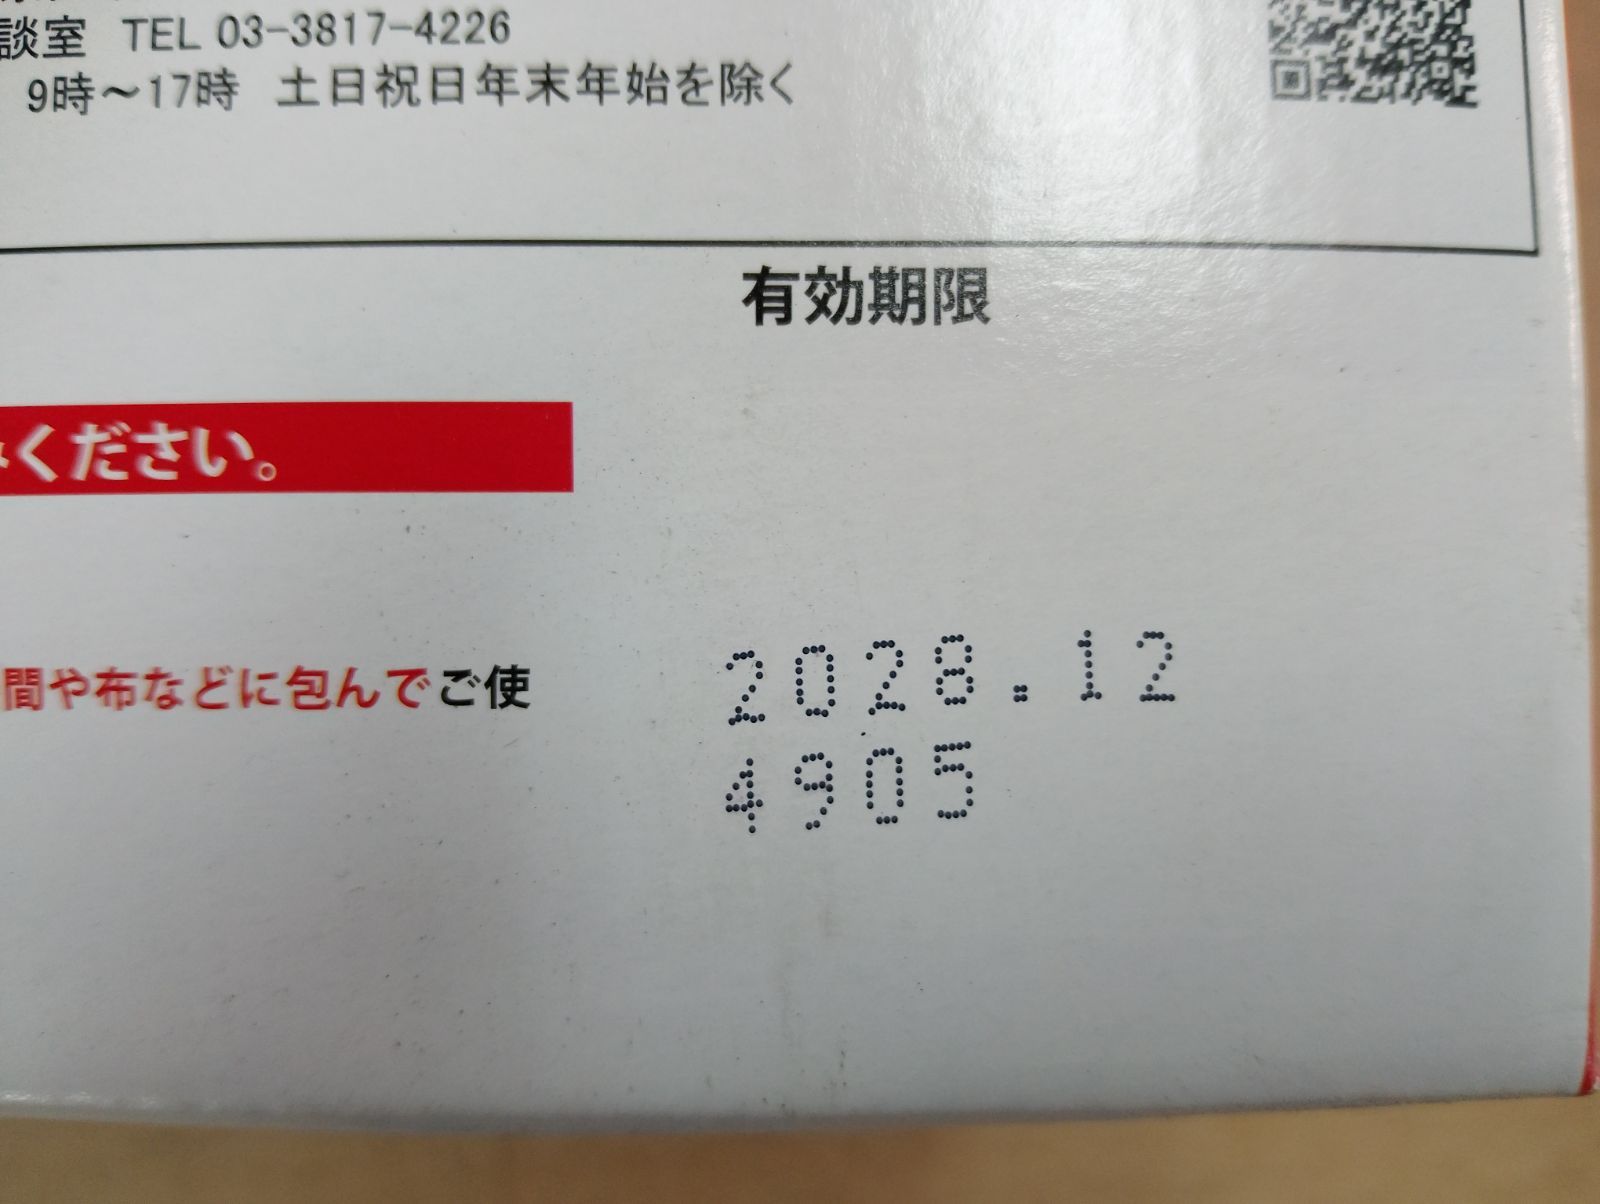 談室 TEL 03-3817-4226
9時～17時 土日祝日年末年始を除く
有効期限
ください。
間や布などに包んでご使
2028.12
4905